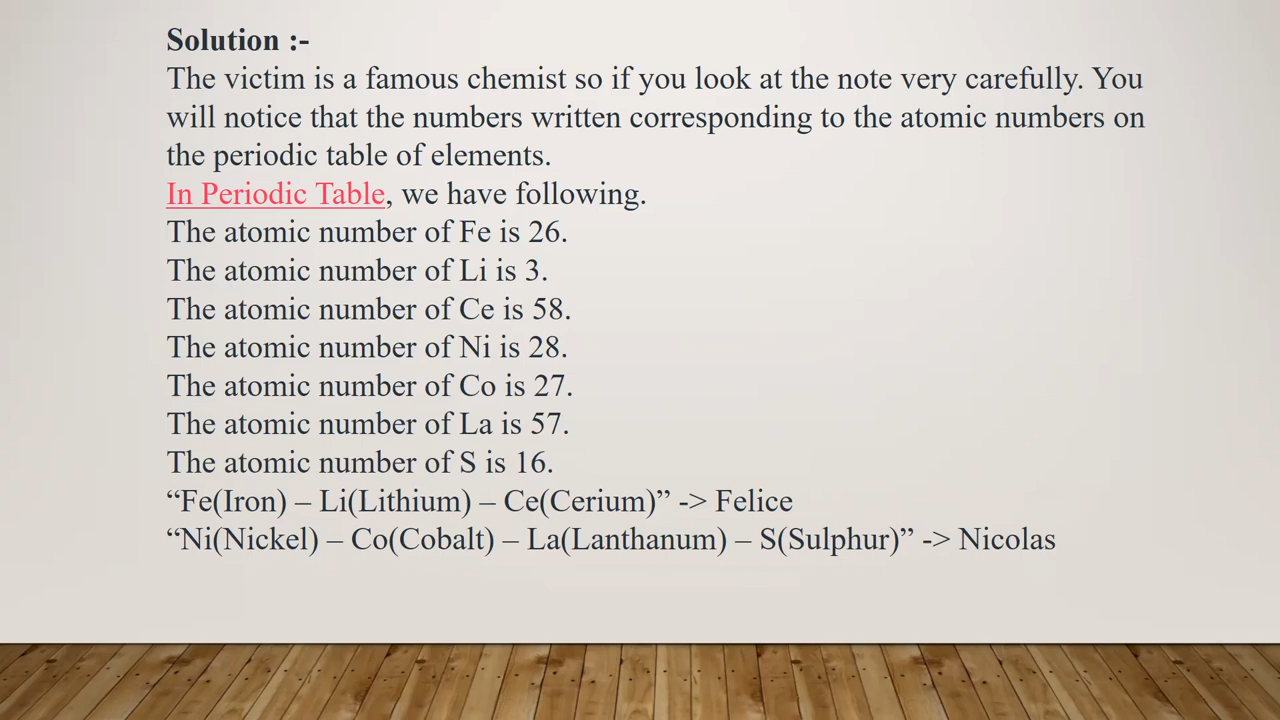 Solution :-
The victim is a famous chemist so if you look at the note very carefully. You
will notice that the numbers written corresponding to the atomic numbers on
the periodic table of elements.
In Periodic Table, we have following.
The atomic number of Fe is 26.
The atomic number of Li is 3.
The atomic number of Ce is 58.
The atomic number of Ni is 28.
The atomic number of Co is 27.
The atomic number of La is 57.
The atomic number of S is 16.
“Fe(Iron) – Li(Lithium) – Ce(Cerium)” -> Felice
“Ni(Nickel) – Co(Cobalt) – La(Lanthanum) – S(Sulphur)” -> Nicolas